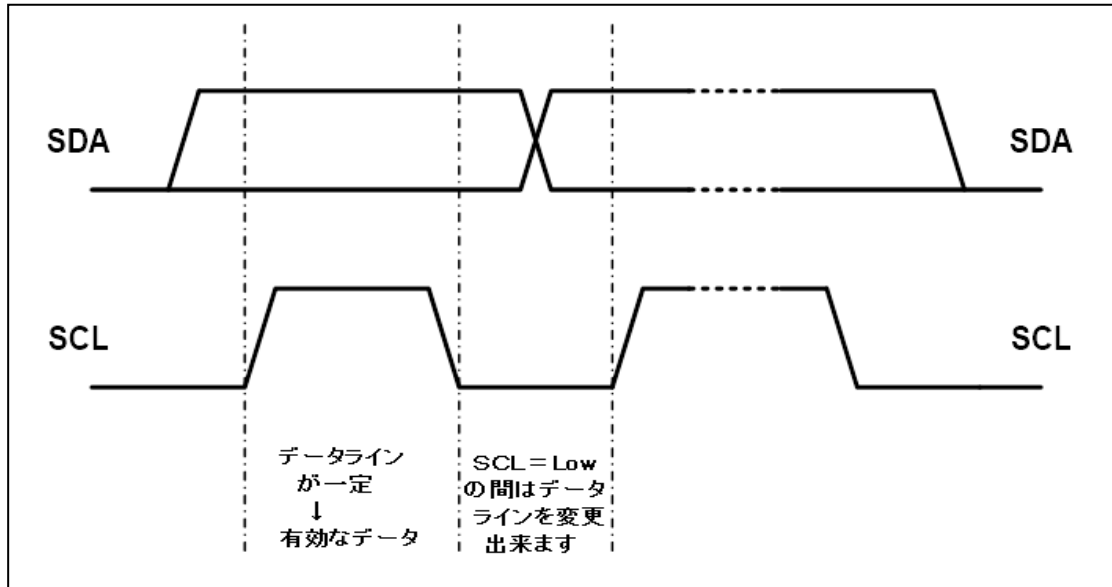 SDA
SDA
SCL
SCL
データライン
が一定
↓
有効なデータ
SCL=Low
の間はデータ
ラインを変更
出来ます